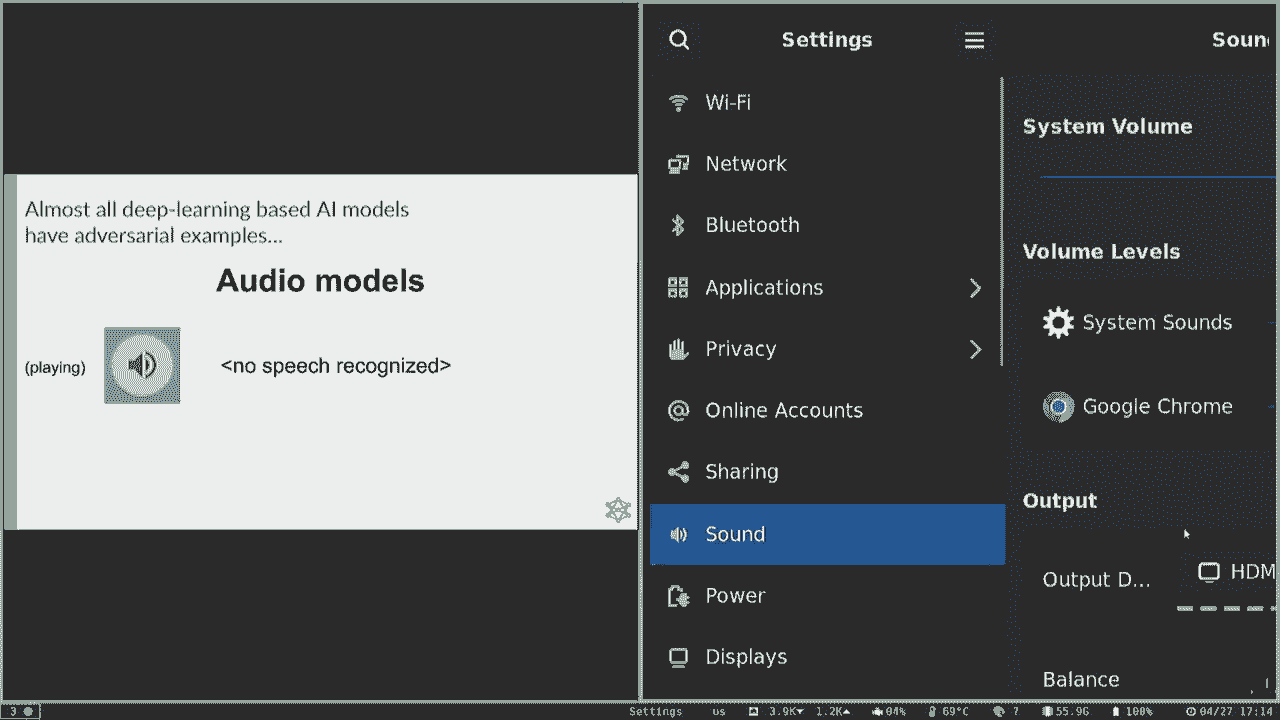 Almost all deep-learning based AI models
have adversarial examples...
Audio models
(playing)
<no speech recognized>
Settings
Wi-Fi
Network
Bluetooth
Applications
Privacy
Online Accounts
Sharing
Sound
Power
Displays
System Volume
Volume Levels
System Sounds
Google Chrome
Output
Output D...
HDM
Balance
Settings
us
3.9K
1.2K
04%
69°C
?
55.9G
100%
04/27 17:14